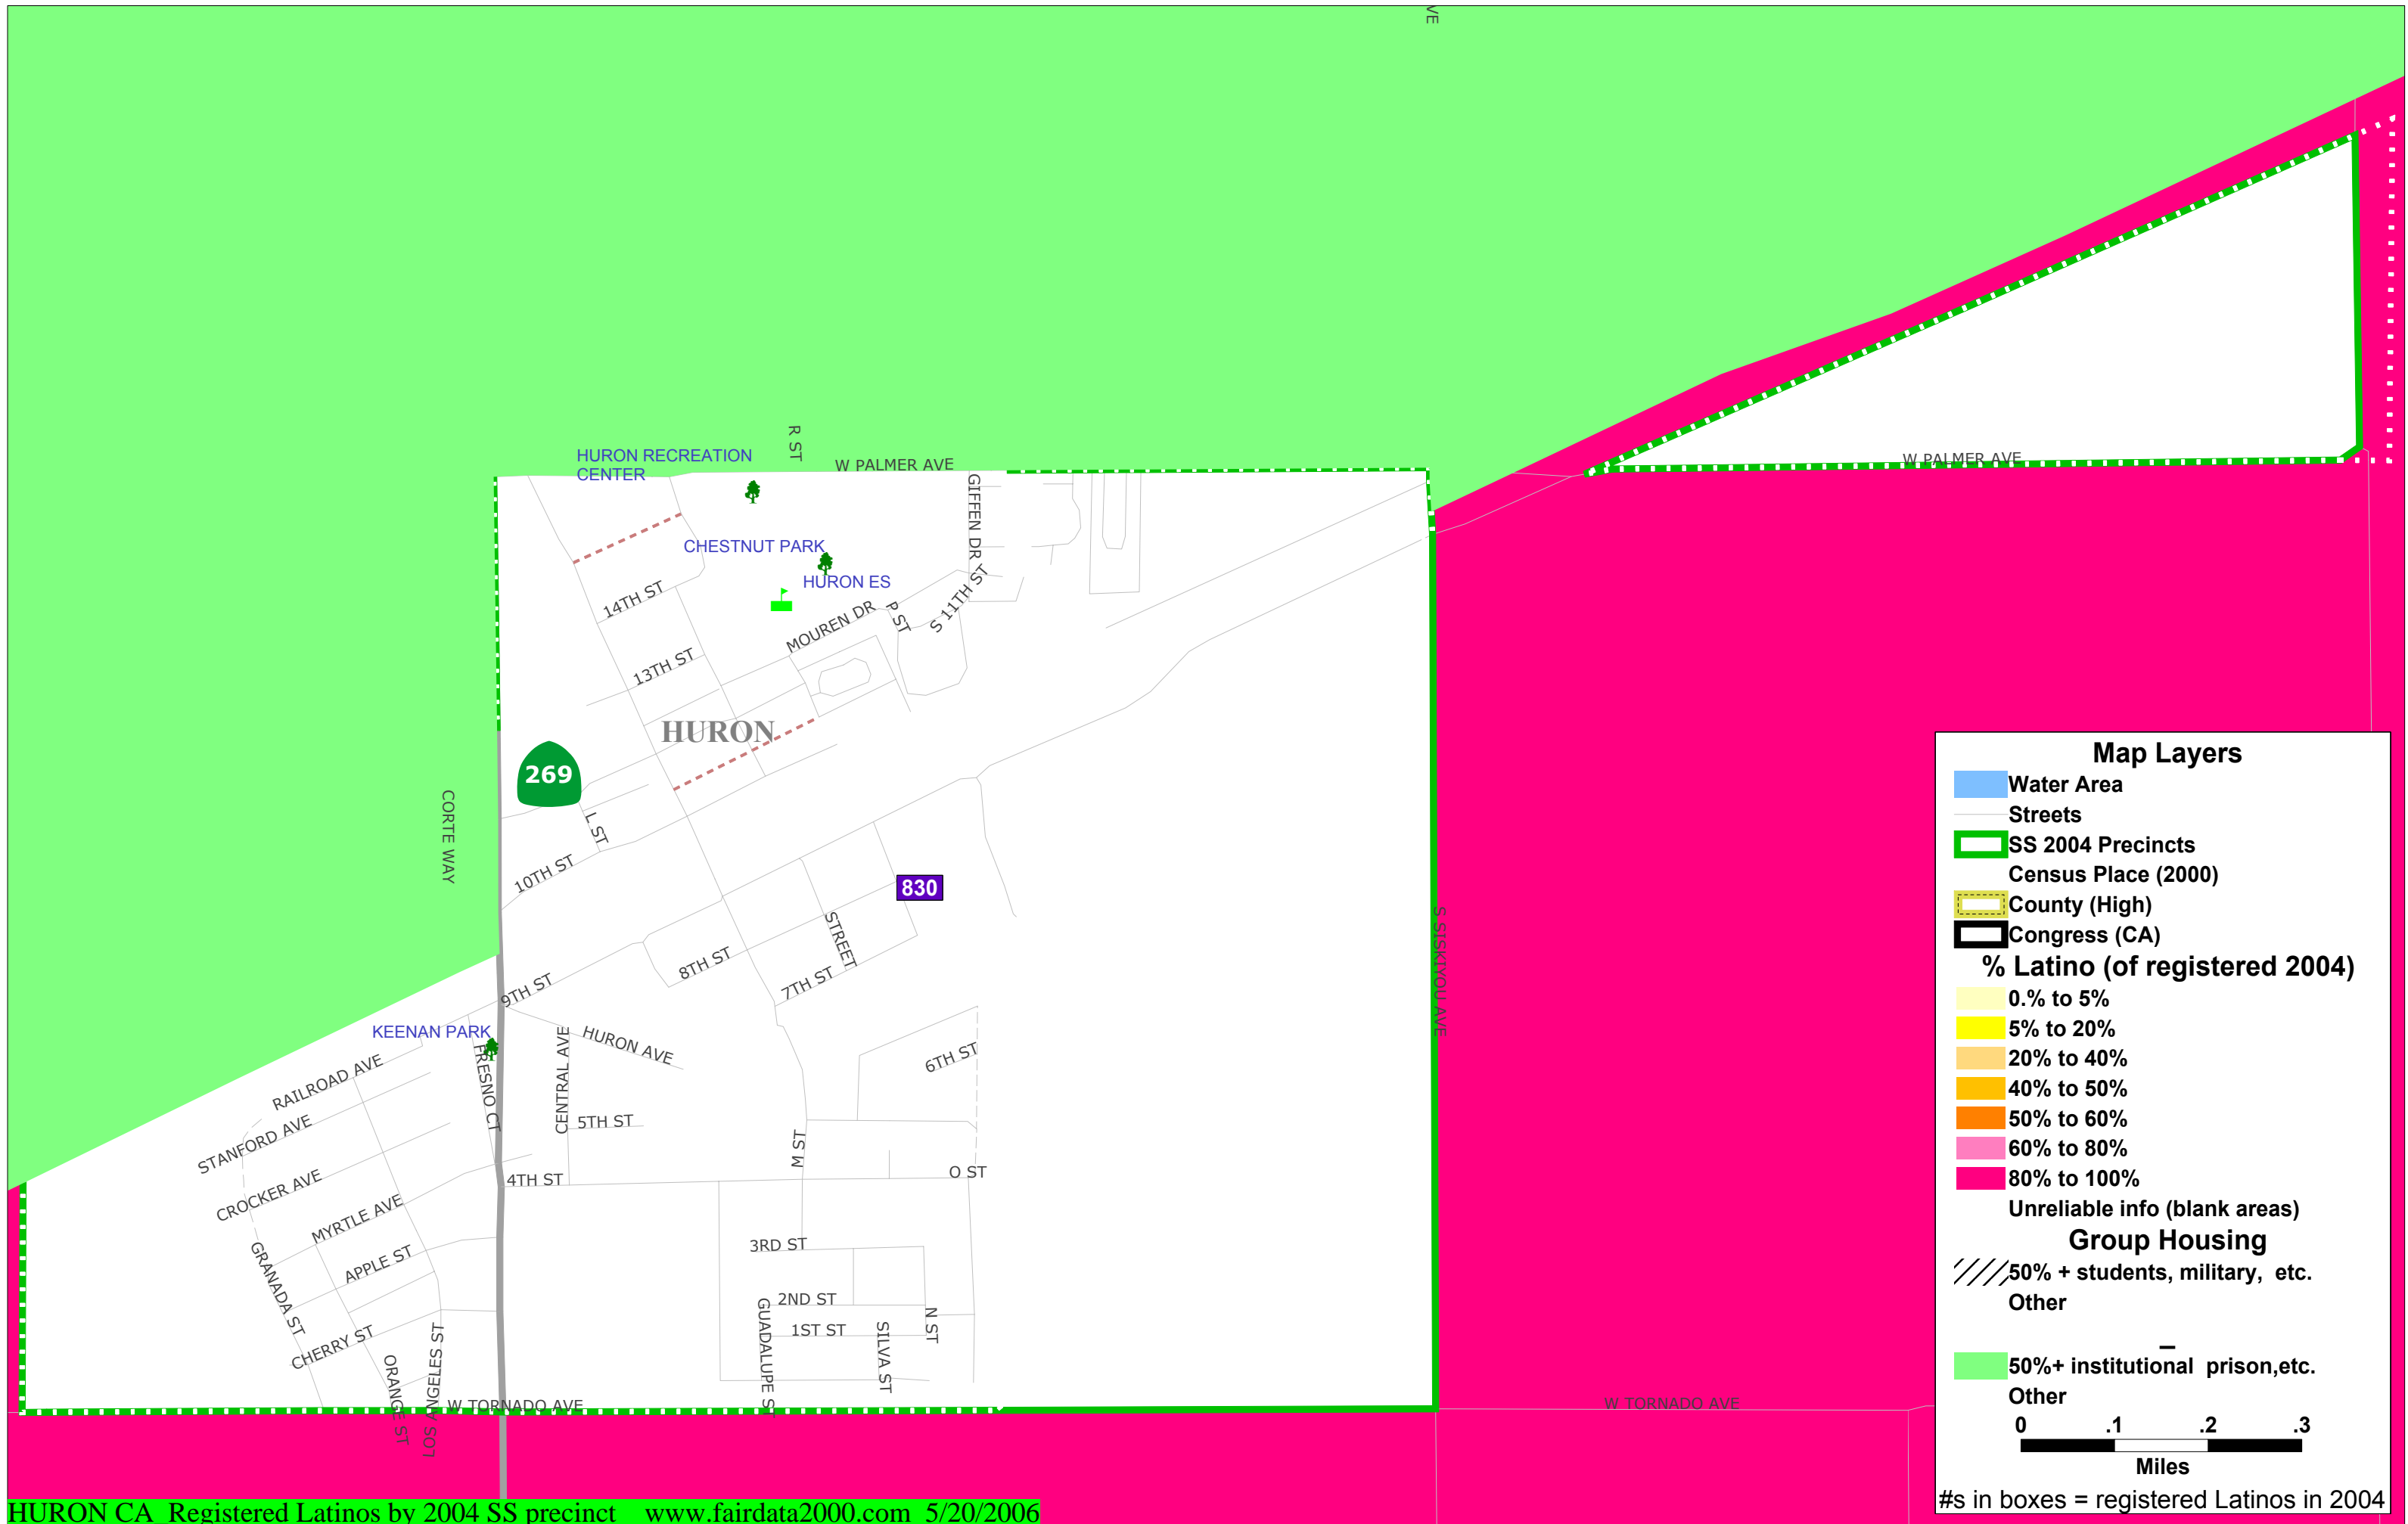 VE
HURON RECREATION
CENTER
R ST
W PALMER AVE
W PALMER AVE
GIFFEN DR
CHESTNUT PARK
HURON ES
14TH ST
MOUREN DR
P ST
S 11TH ST
13TH ST
HURON
269
CORTE WAY
L ST
10TH ST
830
STREET
S SISKIYOU AVE
8TH ST
7TH ST
9TH ST
KEENAN PARK
HURON AVE
CENTRAL AVE
FRESNO CT
6TH ST
RAILROAD AVE
STANFORD AVE
5TH ST
M ST
CROCKER AVE
4TH ST
O ST
MYRTLE AVE
3RD ST
APPLE ST
GRANADA ST
2ND ST
GUADALUPE ST
1ST ST
SILVA ST
N ST
CHERRY ST
ORANGE ST
LOS ANGELES ST
W TORNADO AVE
W TORNADO AVE
Map Layers
Water Area
Streets
SS 2004 Precincts
Census Place (2000)
County (High)
Congress (CA)
% Latino (of registered 2004)
0.% to 5%
5% to 20%
20% to 40%
40% to 50%
50% to 60%
60% to 80%
80% to 100%
Unreliable info (blank areas)
Group Housing
50% + students, military, etc.
Other
50%+ institutional prison,etc.
Other
0 .1 .2 .3
Miles
#s in boxes = registered Latinos in 2004
HURON CA Registered Latinos by 2004 SS precinct www.fairdata2000.com 5/20/2006